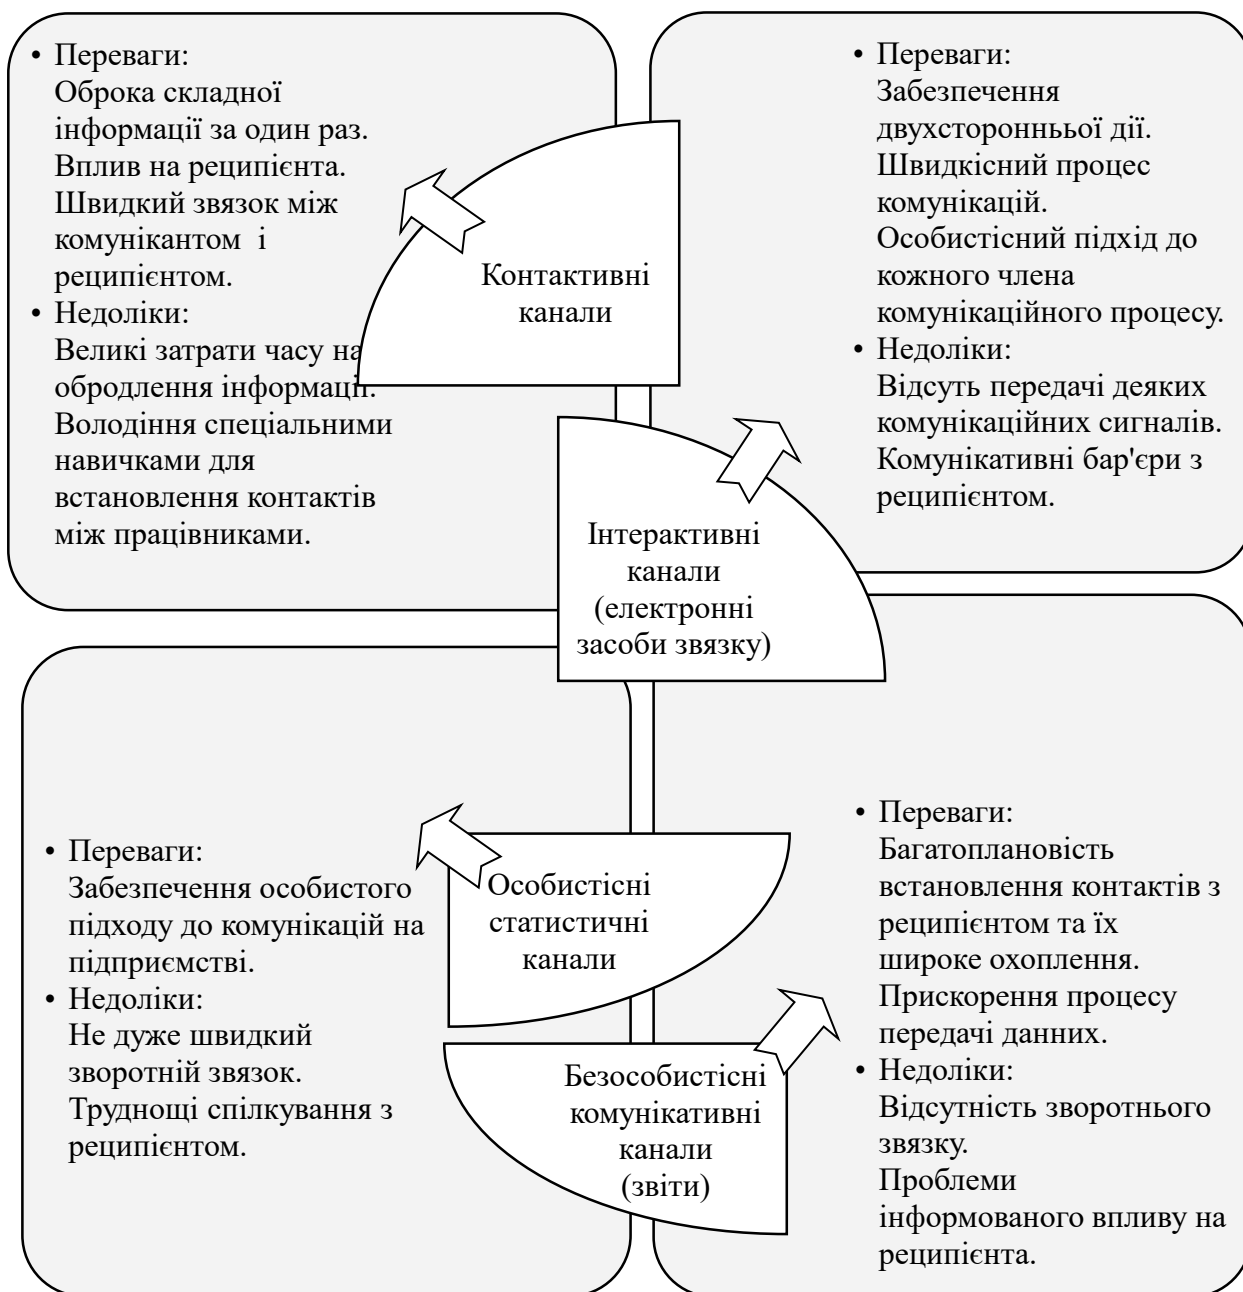 • Переваги:
Оброка складної
інформації за один раз.
Вплив на реципієнта.
Швидкий звязок між
комунікантом і
реципієнтом.
• Недоліки:
Великі затрати часу на
обродлення інформації.
Володіння спеціальними
навичками для
встановлення контактів
між працівниками.
Контактивні
канали
• Переваги:
Забезпечення
двухсторонньої дії.
Швидкісний процес
комунікацій.
Особистісний підхід до
кожного члена
комунікаційного процесу.
• Недоліки:
Відсуть передачі деяких
комунікаційних сигналів.
Комунікативні бар'єри з
реципієнтом.
Інтерактивні
канали
(електронні
засоби звязку)
• Переваги:
Забезпечення особистого
підходу до комунікацій на
підприємстві.
• Недоліки:
Не дуже швидкий
зворотній звязок.
Труднощі спілкування з
реципієнтом.
Особистісні
статистичні
канали
• Переваги:
Багатоплановість
встановлення контактів з
реципієнтом та їх
широке охоплення.
Прискорення процесу
передачі данних.
• Недоліки:
Відсутність зворотнього
звязку.
Проблеми
інформованого впливу на
реципієнта.
Безособистісні
комунікативні
канали
(звіти)